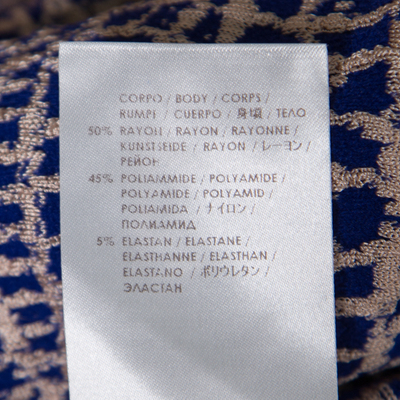 CORPO / BODY / CORPS /
RUMPF / CUERPO / 身頃 / ТЕЛО
50% RAYON / RAYON / RAYONNE /
KUNSTSEIDE / RAYON / レーヨン /
РЕЙОН
45% POLIAMMIDE / POLYAMIDE /
POLYAMIDE / POLYAMID /
POLIAMIDA / ナイロン /
ПОЛИАМИД
5% ELASTAN / ELASTANE /
ELASTHANNE / ELASTHAN /
ELASTANO / ポリウレタン /
ЭЛАСТАН